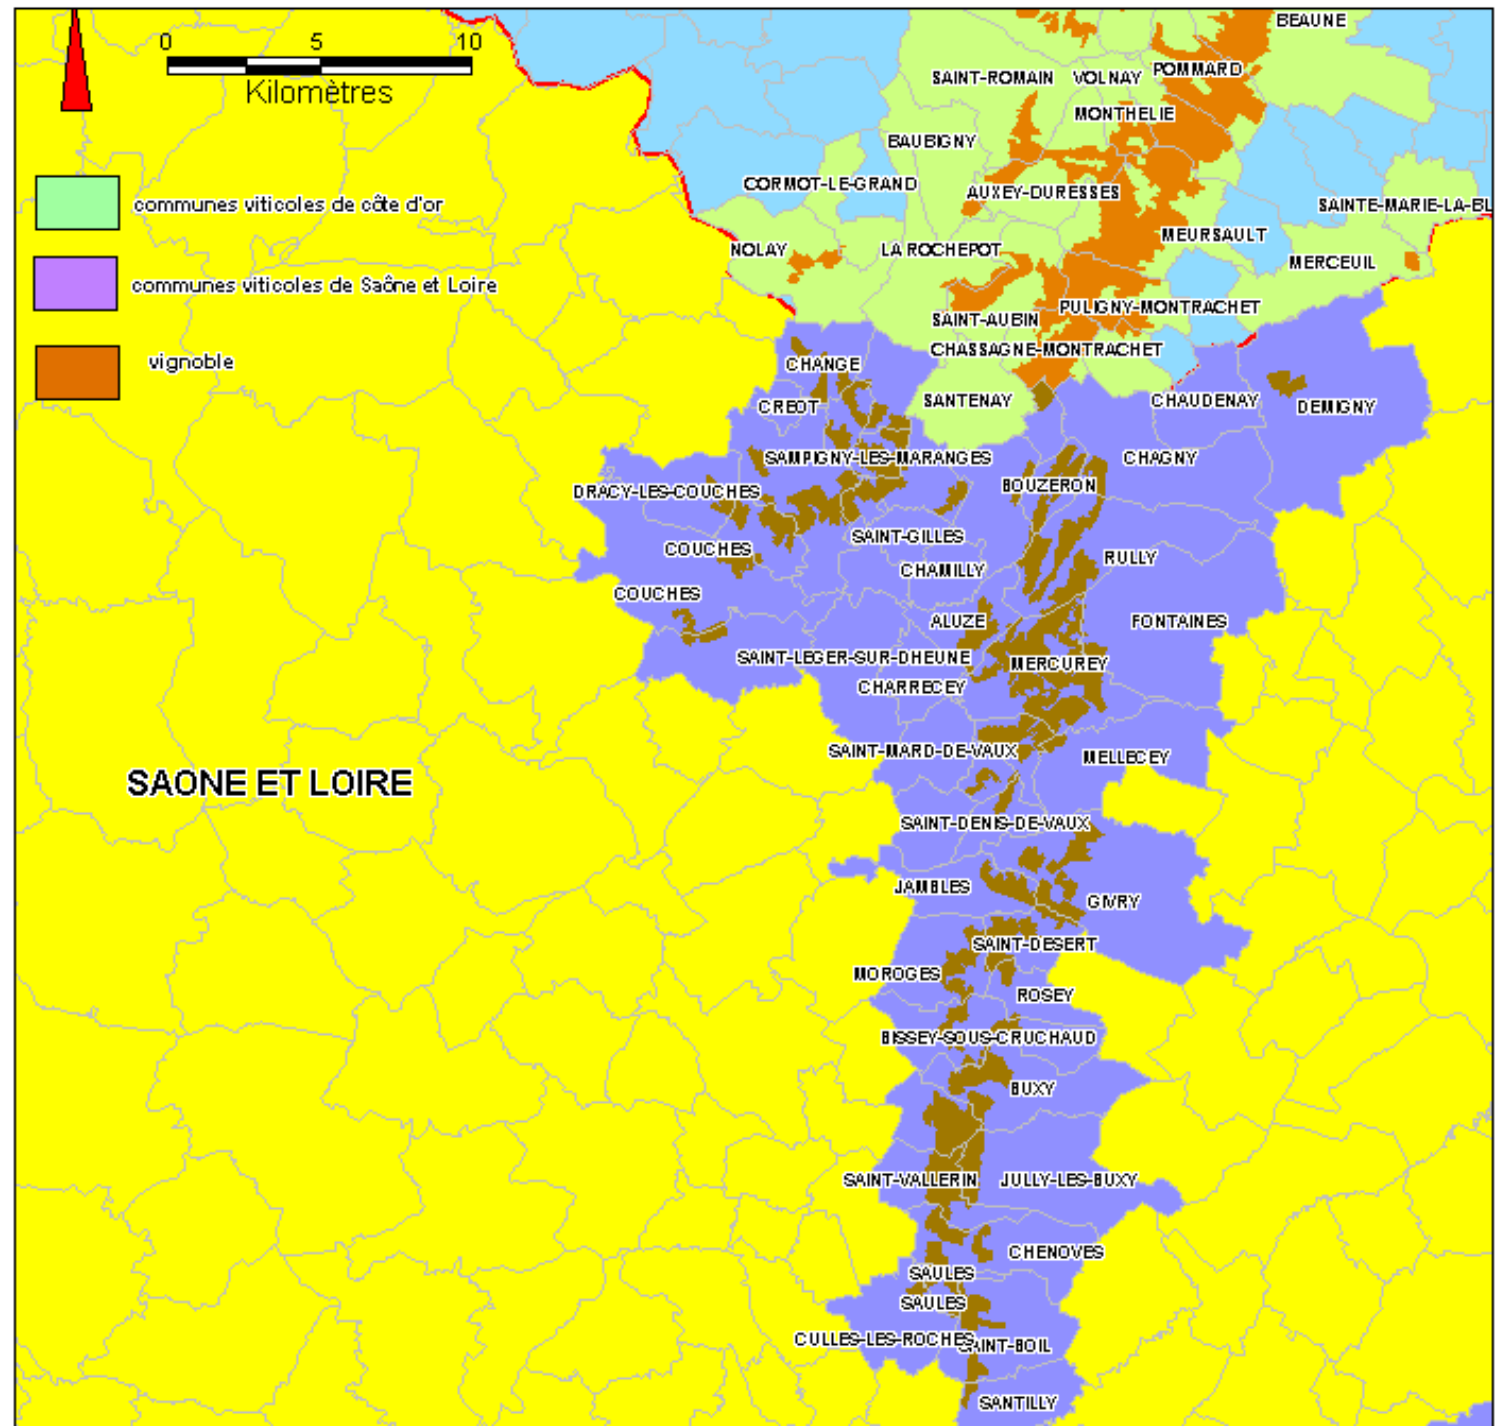 BEAUNE
0 5 10
Kilomètres
SAINT-ROMAIN
VOLNAY
POMMARD
MONTHELIE
BAUBIGNY
CORMOT-LE-GRAND
AUXEY-DURESSES
communes viticoles de côte d'or
SAINTE-MARIE-LA-BL
MEURSAULT
NOLAY
LA ROCHEPOT
MERCEUIL
communes viticoles de Saône et Loire
PULIGNY-MONTRACHET
SAINT-AUBIN
CHASSAGNE-MONTRACHET
vignoble
CHANGE
CREOT
SANTENAY
CHAUDENAY
DEMIGNY
SAMPIGNY-LES-MARANGES
CHAGNY
DRACY-LES-COUCHES
BOUZERON
SAINT-GILLES
COUCHES
RULLY
CHAMILLY
COUCHES
ALUZE
FONTAINES
SAINT-LEGER-SUR-DHEUNE
MERCUREY
CHARRECEY
SAINT-MARD-DE-VAUX
MELLECEY
SAONE ET LOIRE
SAINT-DENIS-DE-VAUX
JAMBLES
GIVRY
SAINT-DESERT
MOROGES
ROSEY
BISSEY-SOUS-CRUCHAUD
BUXY
SAINT-VALLERIN
JULLY-LES-BUXY
CHENOVES
SAULES
SAULES
CULLES-LES-ROCHES
SAINT-BOIL
SANTILLY